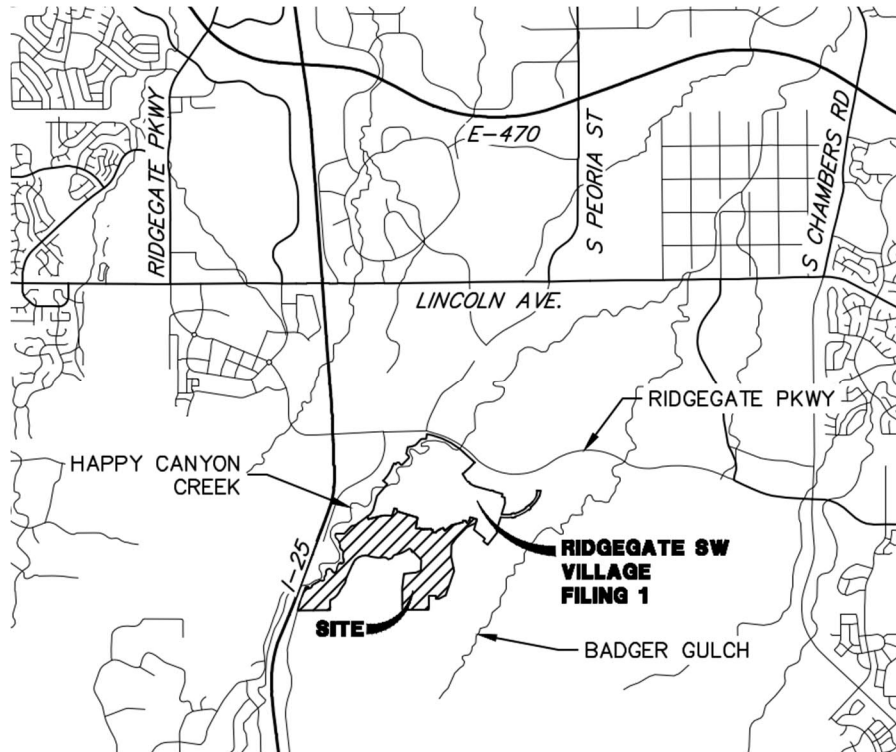 E-470
RIDGEGATE PKWY
S PEORIA ST
S CHAMBERS RD
LINCOLN AVE.
RIDGEGATE PKWY
HAPPY CANYON
CREEK
I-25
RIDGEGATE SW
VILLAGE
FILING 1
SITE
BADGER GULCH